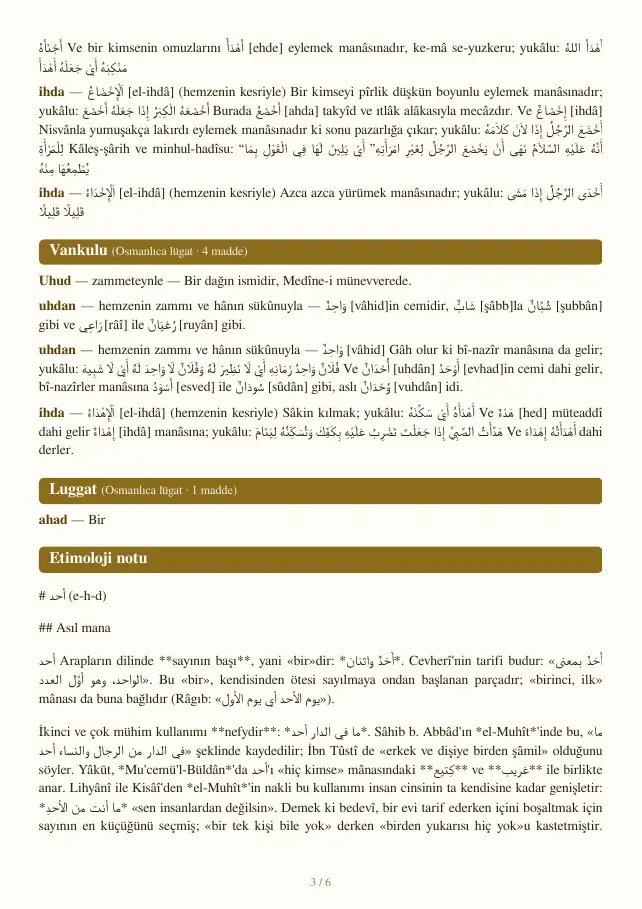 أَجْنَأَهُ Ve bir kimsenin omuzlarını أَهْدَأَ [ehde] eylemek manâsınadır, ke-mâ se-yuzkeru; yukâlu: أَهْدَأَ اللهُ
مَنْكِبَهُ أَيْ جَعَلَهُ أَهْدَأَ
ihda — اَلْإِخْضَاعُ [el-ihdâ] (hemzenin kesriyle) Bir kimseyi pîrlik düşkün boyunlu eylemek manâsınadır;
yukâlu: أَخْضَعَهُ الْكِبَرُ إِذَا جَعَلَهُ أَخْضَعَ Burada أَخْضَعُ [ahda] takyîd ve ıtlâk alâkasıyla mecâzdır. Ve إِخْضَاعٌ [ihdâ]
Nisvânla yumuşakça lakırdı eylemek manâsınadır ki sonu pazarlığa çıkar; yukâlu: أَخْضَعَ الرَّجُلُ إِذَا لَانَ كَلَامَهُ
لِلْمَرْأَةِ Kâleş-şârih ve minhul-hadîsu: “أَنَّهُ عَلَيْهِ السَّلاَمُ نَهَى أَنْ يَخْضَعَ الرَّجُلُ لِغَيْرِ امْرَأَتِهِ” أَيْ يَلِينَ لَهَا فِي الْقَوْلِ بِمَا
يُطْمِعُهَا مِنْهُ
ihda — اَلْإِخْدَاءُ [el-ihdâ] (hemzenin kesriyle) Azca azca yürümek manâsınadır; yukâlu: أَخْدَى الرَّجُلُ إِذَا مَشَى
قَلِيلًا قَلِيلًا
Vankulu (Osmanlıca lügat · 4 madde)
Uhud — zammeteynle — Bir dağın ismidir, Medîne-i münevverede.
uhdan — hemzenin zammı ve hânın sükûnuyla — وَاحِدٌ [vâhid]in cemidir, شَابٌّ [şâbb]la شُبَّانٌ [şubbân]
gibi ve رَاعِي [râî] ile رُعْيَانٌ [ruyân] gibi.
uhdan — hemzenin zammı ve hânın sükûnuyla — وَاحِدٌ [vâhid] Gâh olur ki bî-nazîr manâsına da gelir;
yukâlu: فُلَانٌ وَاحِدُ زَمَانِهِ أَيْ لَا نَظِيرَ لَهُ وَفُلَانٌ لَا وَاحِدَ لَهُ أَيْ لَا شَبِيهَ Ve أُحْدَانٌ [uhdân] أَوْحَدُ [evhad]in cemi dahi gelir,
bî-nazîrler manâsına أَسْوَدُ [esved] ile سُودَانٌ [sûdân] gibi, aslı وُحْدَانٌ [vuhdân] idi.
ihda — اَلْإِهْدَاءُ [el-ihdâ] (hemzenin kesriyle) Sâkin kılmak; yukâlu: أَهْدَأَهُ أَيْ سَكَّنَهُ Ve هَدْءٌ [hed] müteaddî
dahi gelir إِهْدَاءٌ [ihdâ] manâsına; yukâlu: هَدَّأْتُ الصَّبِيَّ إِذَا جَعَلْتَ تَضْرِبُ عَلَيْهِ بِكَفِّكَ وَتُسَكِّنُهُ لِيَنَامَ Ve أَهْدَأْتُهُ إِهْدَاءً dahi
derler.
Luggat (Osmanlıca lügat · 1 madde)
ahad — Bir
Etimoloji notu
# أحد (e-h-d)
## Asıl mana
أحد Arapların dilinde **sayının başı**, yani «bir»dir: *أَحَدٌ واثنان*. Cevherî'nin tarifi budur: «أَحَدٌ بمعنى
الواحد، وهو أوّل العدد». Bu «bir», kendisinden ötesi sayılmaya ondan başlanan parçadır; «birinci, ilk»
mânası da buna bağlıdır (Râgıb: «يوم الأحد أي يوم الأول»).
İkinci ve çok mühim kullanımı **nefydir**: *ما في الدار أحد*. Sâhib b. Abbâd'ın *el-Muhît*'inde bu, «ما
في الدار من الرجال والنساء أحد» şeklinde kaydedilir; İbn Tûstî de «erkek ve dişiye birden şâmil» olduğunu
söyler. Yâkût, *Mu'cemü'l-Büldân*'da أحد'ı «hiç kimse» mânasındaki **كتيع** ve **عريب** ile birlikte
anar. Lihyânî ile Kisâî'den *el-Muhît*'in nakli bu kullanımı insan cinsinin ta kendisine kadar genişletir:
*ما أنت من الأحدِ* «sen insanlardan değilsin». Demek ki bedevî, bir evi tarif ederken içini boşaltmak için
sayının en küçüğünü seçmiş; «bir tek kişi bile yok» derken «birden yukarısı hiç yok»u kastetmiştir.
3 / 6